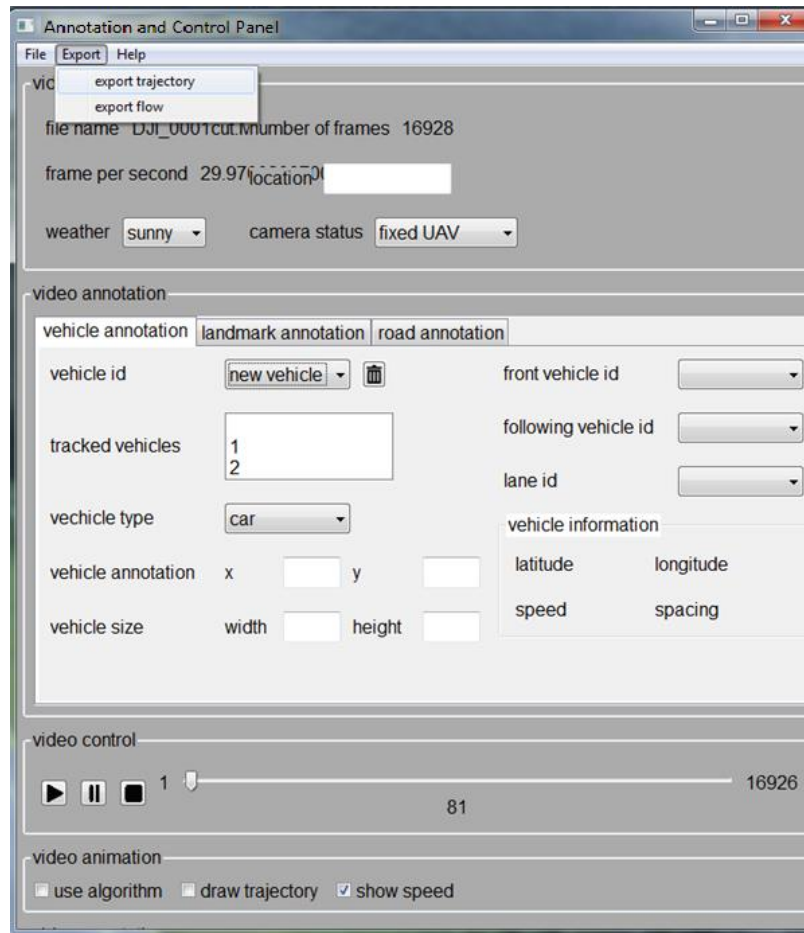 Annotation and Control Panel
File Export Help
export trajectory
export flow
file name DJI_0001cut. number of frames 16928
frame per second 29.97 location
weather sunny camera status fixed UAV
video annotation
vehicle annotation landmark annotation road annotation
vehicle id new vehicle front vehicle id
following vehicle id
tracked vehicles 1
2
lane id
vechicle type car
vehicle information
vehicle annotation x y latitude longitude
speed spacing
vehicle size width height
video control
1 16926
81
video animation
use algorithm draw trajectory show speed